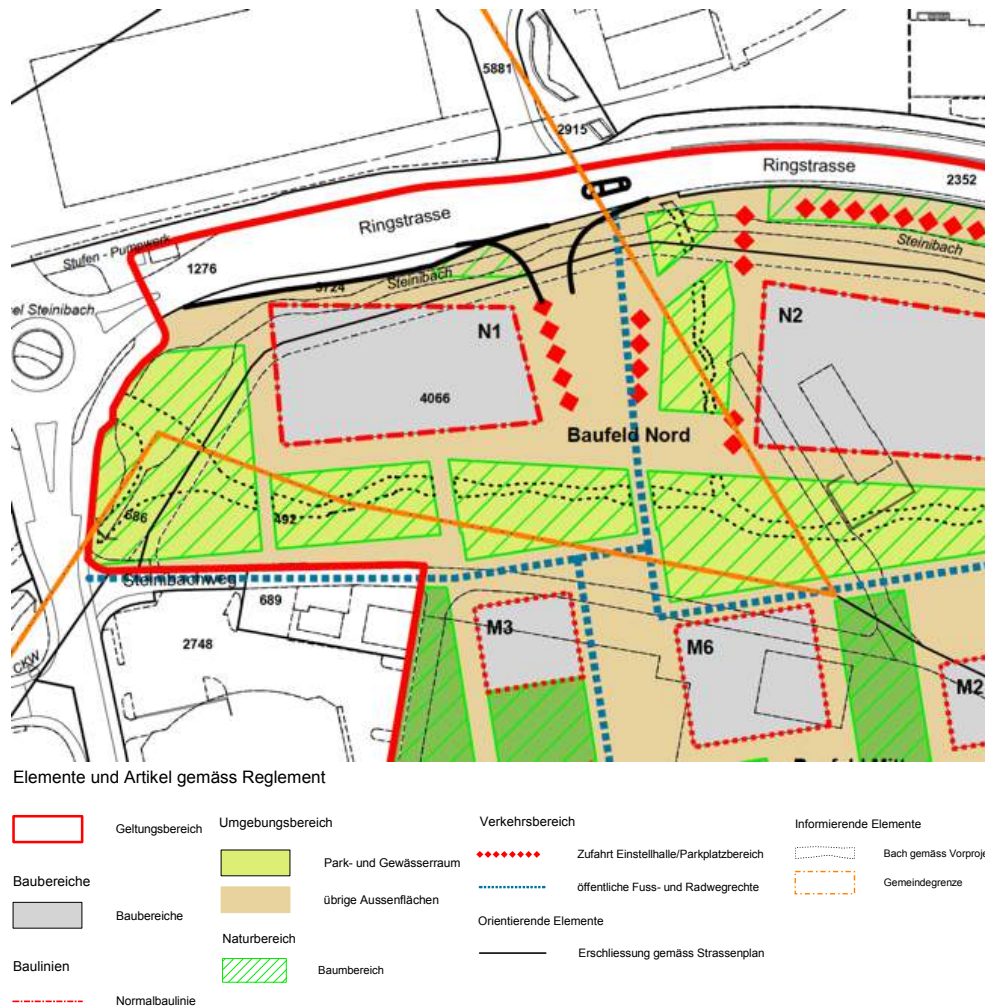 5881
2915
Ringstrasse
2352
Ringstrasse
Stufen - Pumpwerk
1276
Steinibach
Steinibach
3724
el Steinibach
N1
N2
4066
Baufeld Nord
686
492
Steinibachweg
689
2748
M3
M6
M2
CKW
Elemente und Artikel gemäss Reglement
Geltungsbereich
Umgebungsbereich
Verkehrsbereich
Informierende Elemente
Park- und Gewässerraum
Zufahrt Einstellhalle/Parkplatzbereich
Bach gemäss Vorproje
Baubereiche
übrige Aussenflächen
öffentliche Fuss- und Radwegrechte
Gemeindegrenze
Baubereiche
Orientierende Elemente
Naturbereich
Erschliessung gemäss Strassenplan
Baulinien
Baumbereich
Normalbaulinie